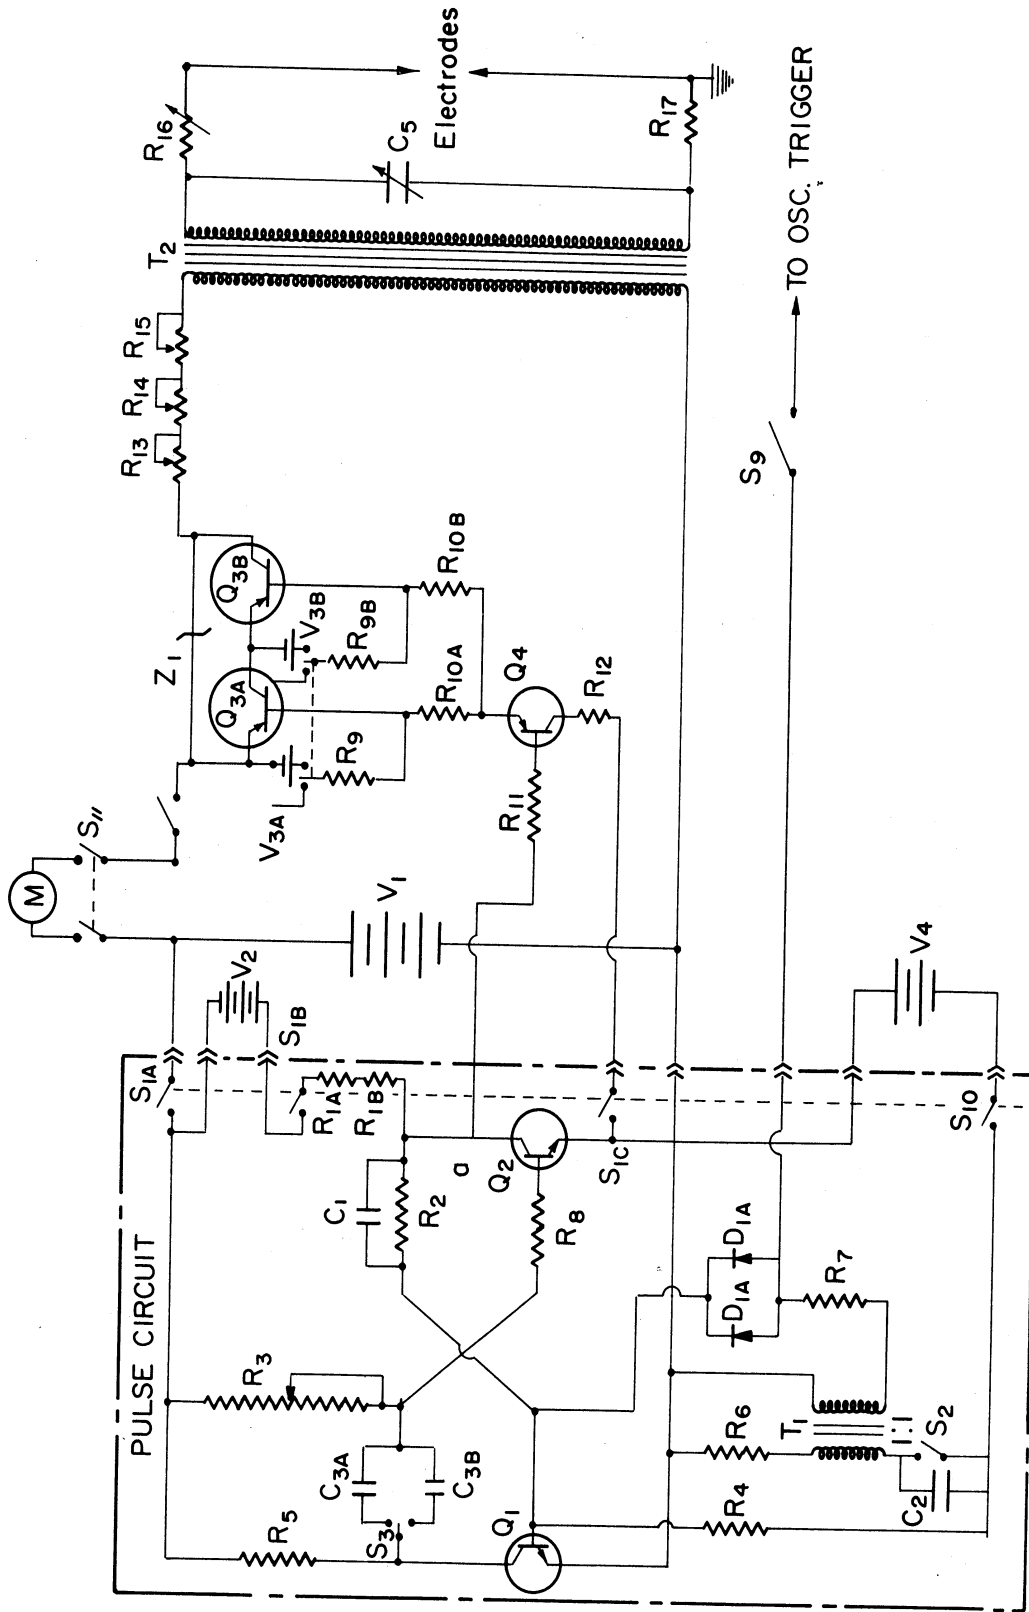 PULSE CIRCUIT
R5
S3
C3A
C3B
R3
Q1
R4
R6
T1
1:1
C2
S2
R7
D1A
D1A
C1
R2
R8
a
Q2
R1A
R1B
S1A
S1B
S1C
S10
V2
V4
V1
M
S11
V3A
R9
Z1
Q3A
Q3B
V3B
R9B
R10A
R10B
R11
Q4
R12
R13
R14
R15
T2
R16
C5
R17
Electrodes
S9
TO OSC. TRIGGER